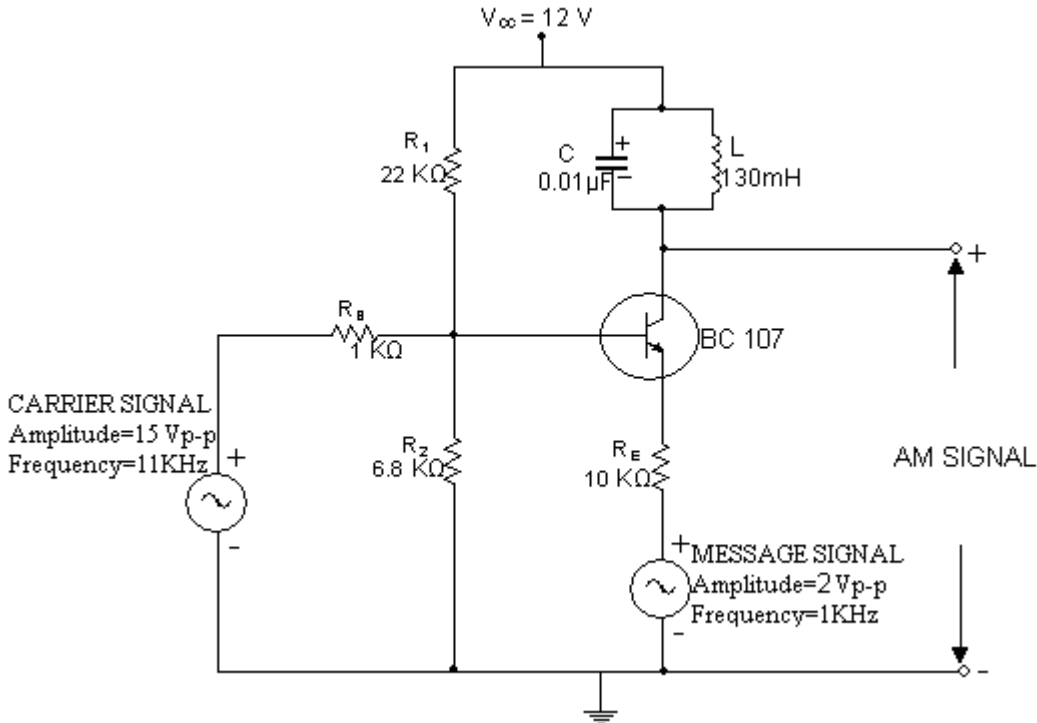 V∞ = 12 V
R1
22 KΩ
C
0.01µF
+
−
L
130mH
+
RB
1 KΩ
BC 107
CARRIER SIGNAL
Amplitude=15 Vp-p
Frequency=11KHz
+
-
R2
6.8 KΩ
RE
10 KΩ
AM SIGNAL
+
MESSAGE SIGNAL
Amplitude=2 Vp-p
Frequency=1KHz
-
-